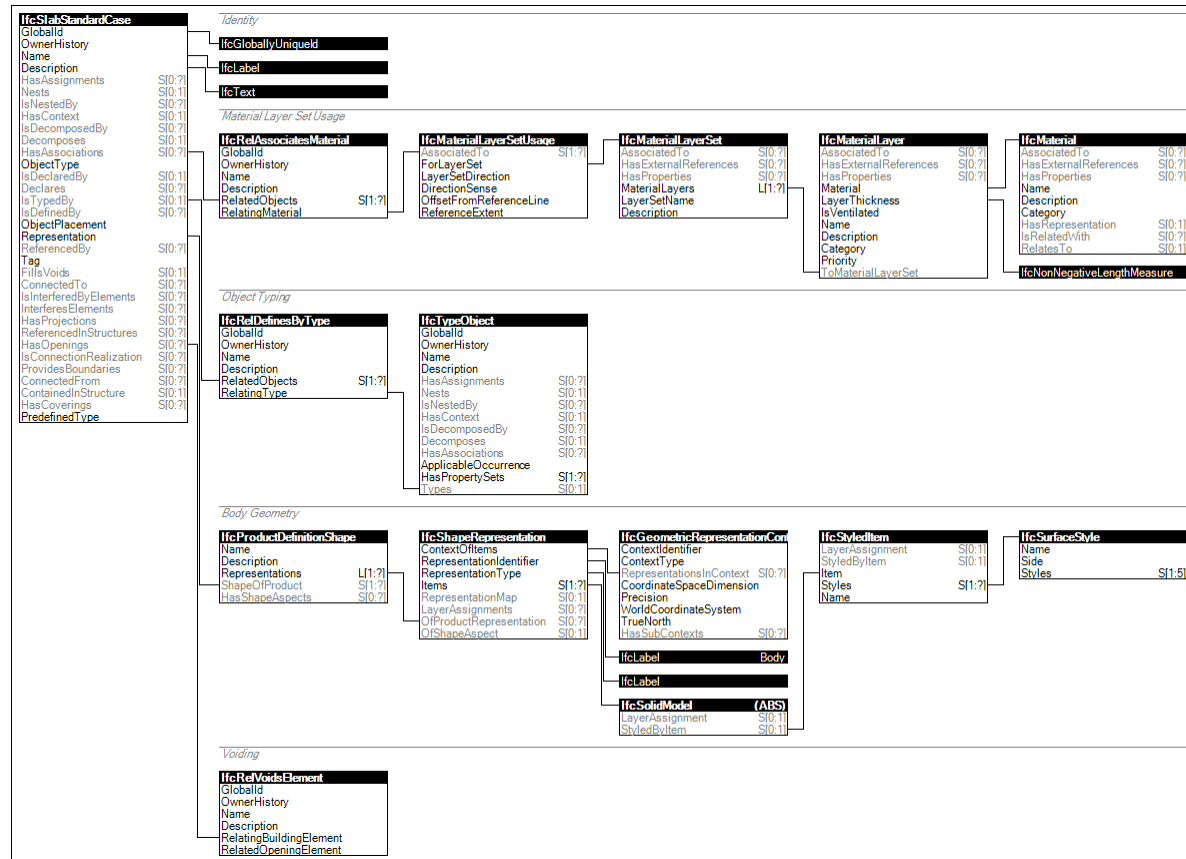 IfcSlabStandardCase
GlobalId
OwnerHistory
Name
Description
HasAssignments S[0:?]
Nests S[0:1]
IsNestedBy S[0:?]
HasContext S[0:1]
IsDecomposedBy S[0:?]
Decomposes S[0:1]
HasAssociations S[0:?]
ObjectType
IsDeclaredBy S[0:1]
Declares S[0:?]
IsTypedBy S[0:1]
IsDefinedBy S[0:?]
ObjectPlacement
Representation
ReferencedBy S[0:?]
Tag
FillsVoids S[0:1]
ConnectedTo S[0:?]
IsInterferedByElements S[0:?]
InterferesElements S[0:?]
HasProjections S[0:?]
ReferencedInStructures S[0:?]
HasOpenings S[0:?]
IsConnectionRealization S[0:?]
ProvidesBoundaries S[0:?]
ConnectedFrom S[0:?]
ContainedInStructure S[0:1]
HasCoverings S[0:?]
PredefinedType
Identity
IfcGloballyUniqueId
IfcLabel
IfcText
Material Layer Set Usage
IfcRelAssociatesMaterial
GlobalId
OwnerHistory
Name
Description
RelatedObjects S[1:?]
RelatingMaterial
IfcMaterialLayerSetUsage
AssociatedTo S[1:?]
ForLayerSet
LayerSetDirection
DirectionSense
OffsetFromReferenceLine
ReferenceExtent
IfcMaterialLayerSet
AssociatedTo S[0:?]
HasExternalReferences S[0:?]
HasProperties S[0:?]
MaterialLayers L[1:?]
LayerSetName
Description
IfcMaterialLayer
AssociatedTo S[0:?]
HasExternalReferences S[0:?]
HasProperties S[0:?]
Material
LayerThickness
IsVentilated
Name
Description
Category
Priority
ToMaterialLayerSet
IfcMaterial
AssociatedTo S[0:?]
HasExternalReferences S[0:?]
HasProperties S[0:?]
Name
Description
Category
HasRepresentation S[0:1]
IsRelatedWith S[0:?]
RelatesTo S[0:1]
IfcNonNegativeLengthMeasure
Object Typing
IfcRelDefinesByType
GlobalId
OwnerHistory
Name
Description
RelatedObjects S[1:?]
RelatingType
IfcTypeObject
GlobalId
OwnerHistory
Name
Description
HasAssignments S[0:?]
Nests S[0:1]
IsNestedBy S[0:?]
HasContext S[0:1]
IsDecomposedBy S[0:?]
Decomposes S[0:1]
HasAssociations S[0:?]
ApplicableOccurrence
HasPropertySets S[1:?]
Types S[0:1]
Body Geometry
IfcProductDefinitionShape
Name
Description
Representations L[1:?]
ShapeOfProduct S[1:?]
HasShapeAspects S[0:?]
IfcShapeRepresentation
ContextOfItems
RepresentationIdentifier
RepresentationType
Items S[1:?]
RepresentationMap S[0:1]
LayerAssignments S[0:?]
OfProductRepresentation S[0:?]
OfShapeAspect S[0:1]
IfcGeometricRepresentationCont
ContextIdentifier
ContextType
RepresentationsInContext S[0:?]
CoordinateSpaceDimension
Precision
WorldCoordinateSystem
TrueNorth
HasSubContexts S[0:?]
IfcLabel Body
IfcLabel
IfcSolidModel (ABS)
LayerAssignment S[0:1]
StyledByItem S[0:1]
IfcStyledItem
LayerAssignment S[0:1]
StyledByItem S[0:1]
Item
Styles S[1:?]
Name
IfcSurfaceStyle
Name
Side
Styles S[1:5]
Voiding
IfcRelVoidsElement
GlobalId
OwnerHistory
Name
Description
RelatingBuildingElement
RelatedOpeningElement